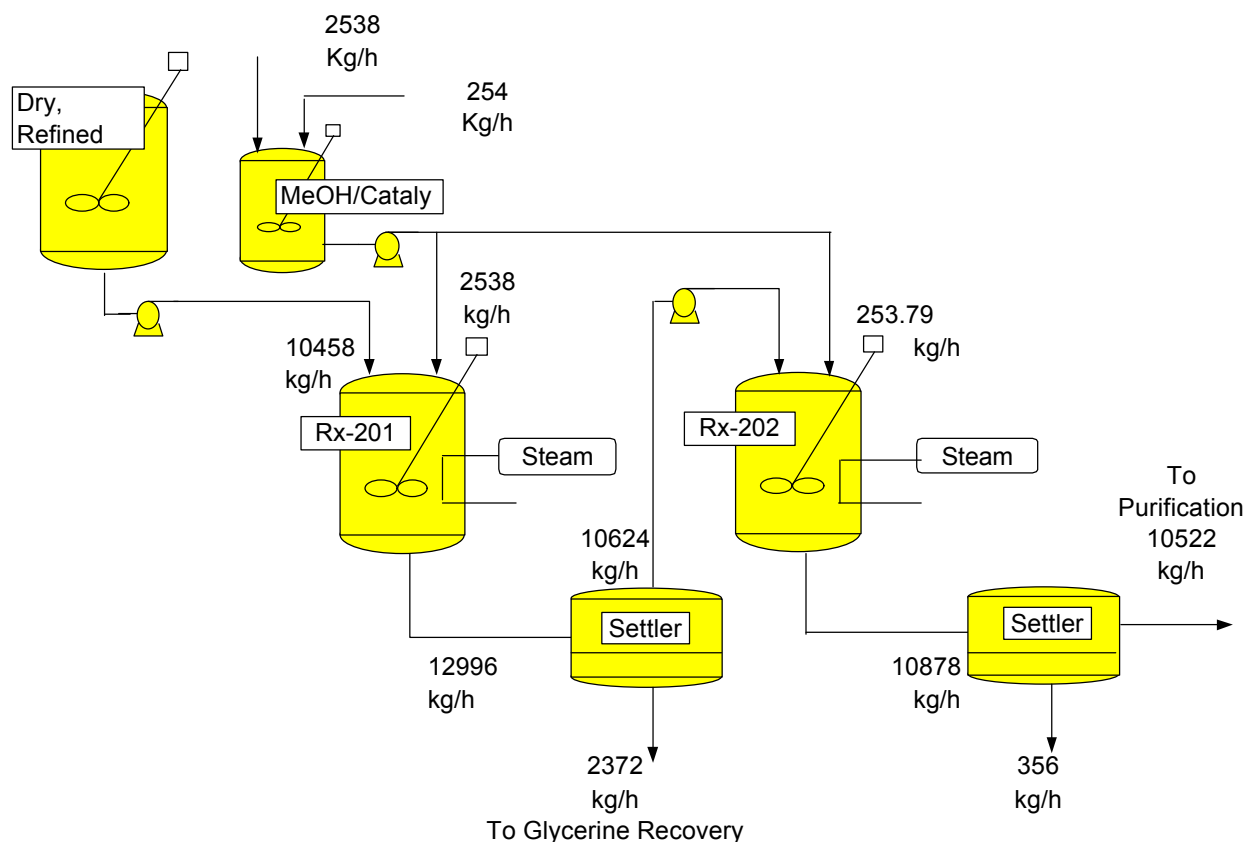 2538
Kg/h
Dry,
Refined
254
Kg/h
MeOH/Cataly
2538
kg/h
253.79
kg/h
10458
kg/h
Rx-201
Steam
Rx-202
Steam
To
Purification
10522
kg/h
10624
kg/h
Settler
Settler
12996
kg/h
10878
kg/h
2372
kg/h
To Glycerine Recovery
356
kg/h